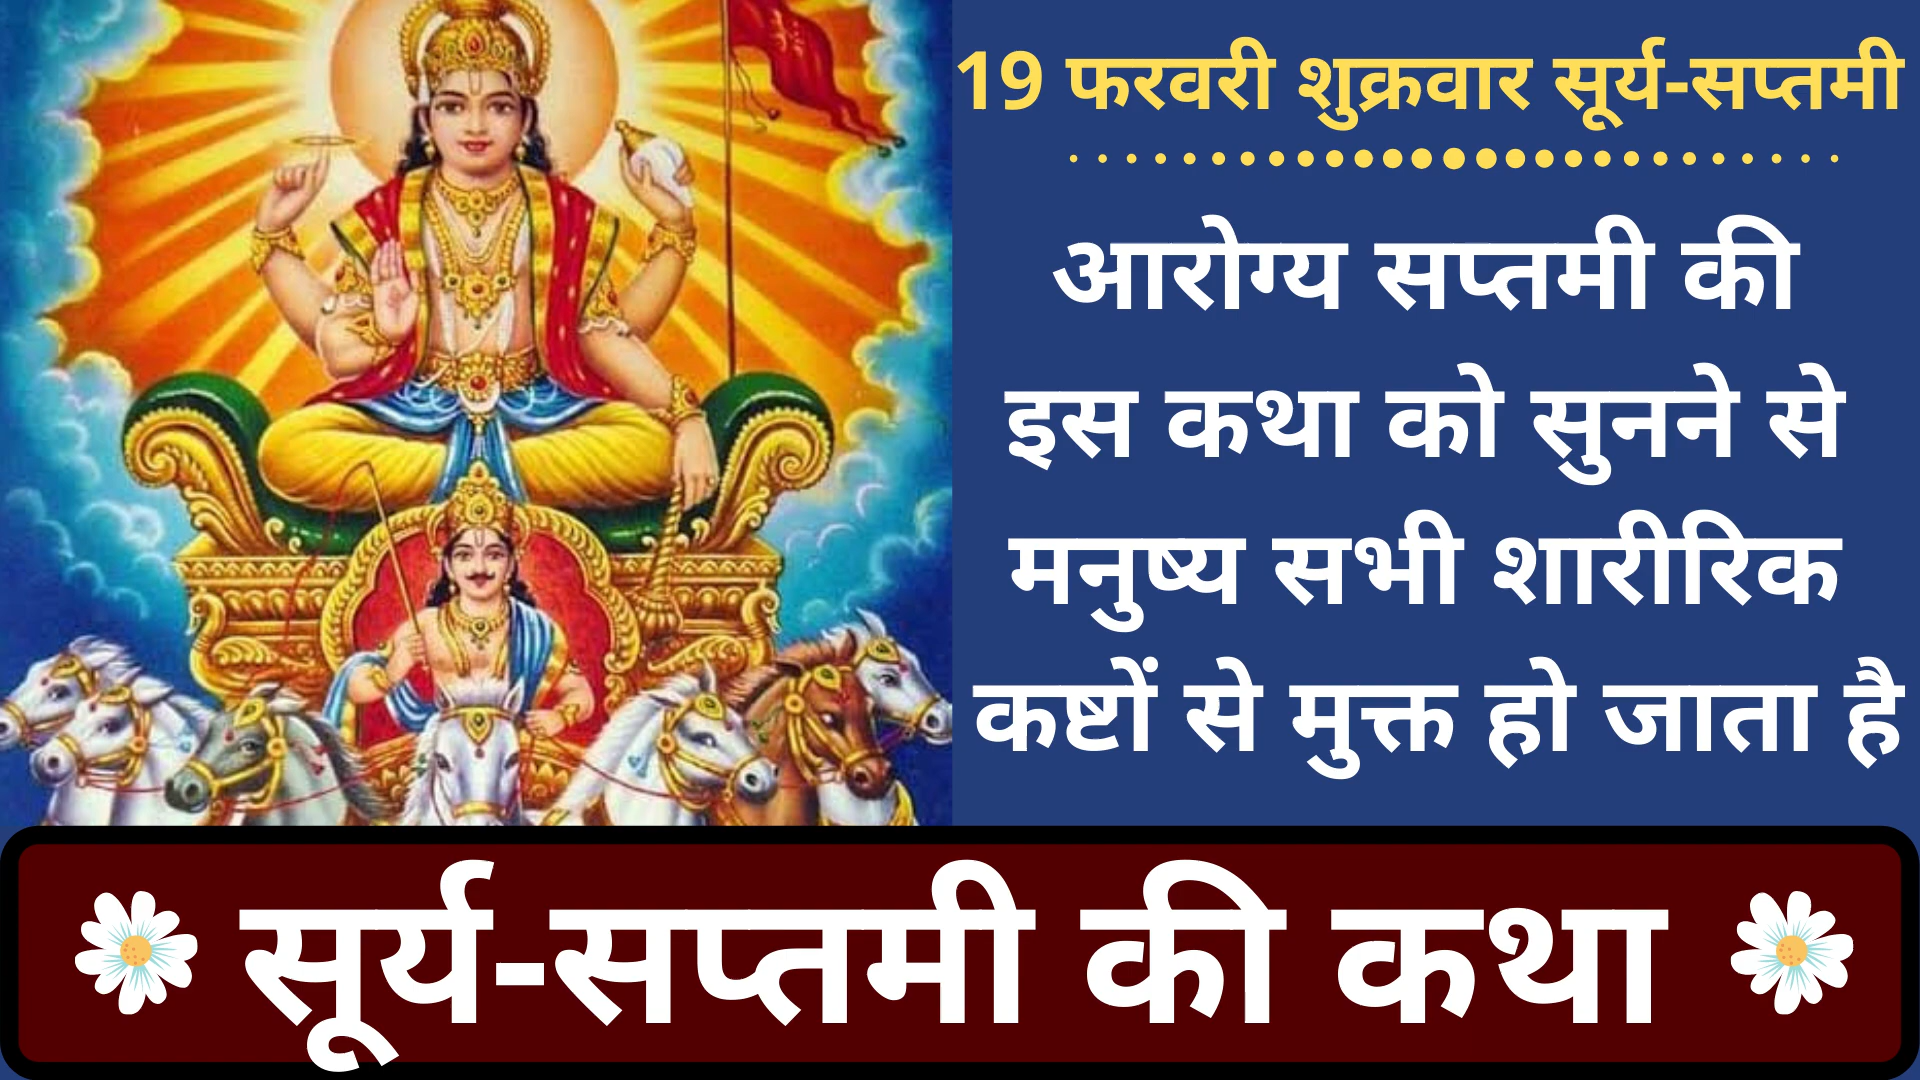 19 फरवरी शुक्रवार सूर्य-सप्तमी
आरोग्य सप्तमी की
इस कथा को सुनने से
मनुष्य सभी शारीरिक
कष्टों से मुक्त हो जाता है
सूर्य-सप्तमी की कथा